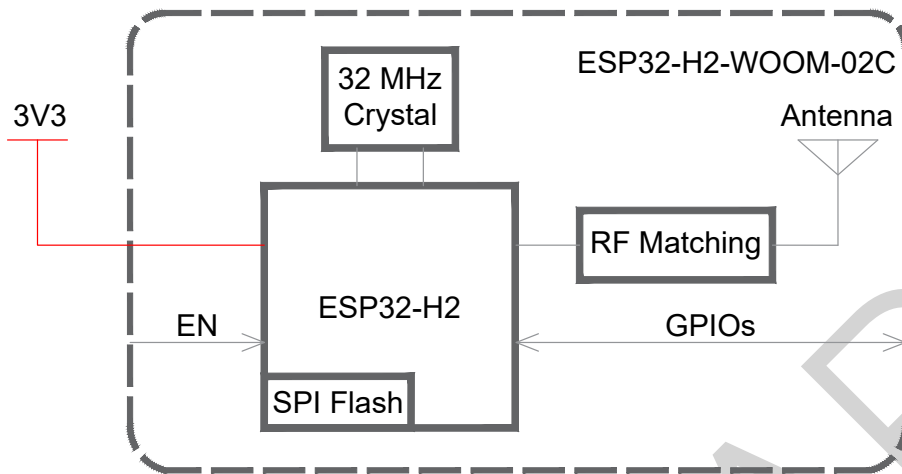 ESP32-H2-WOOM-02C
32 MHz
Crystal
3V3
Antenna
RF Matching
ESP32-H2
EN
GPIOs
SPI Flash